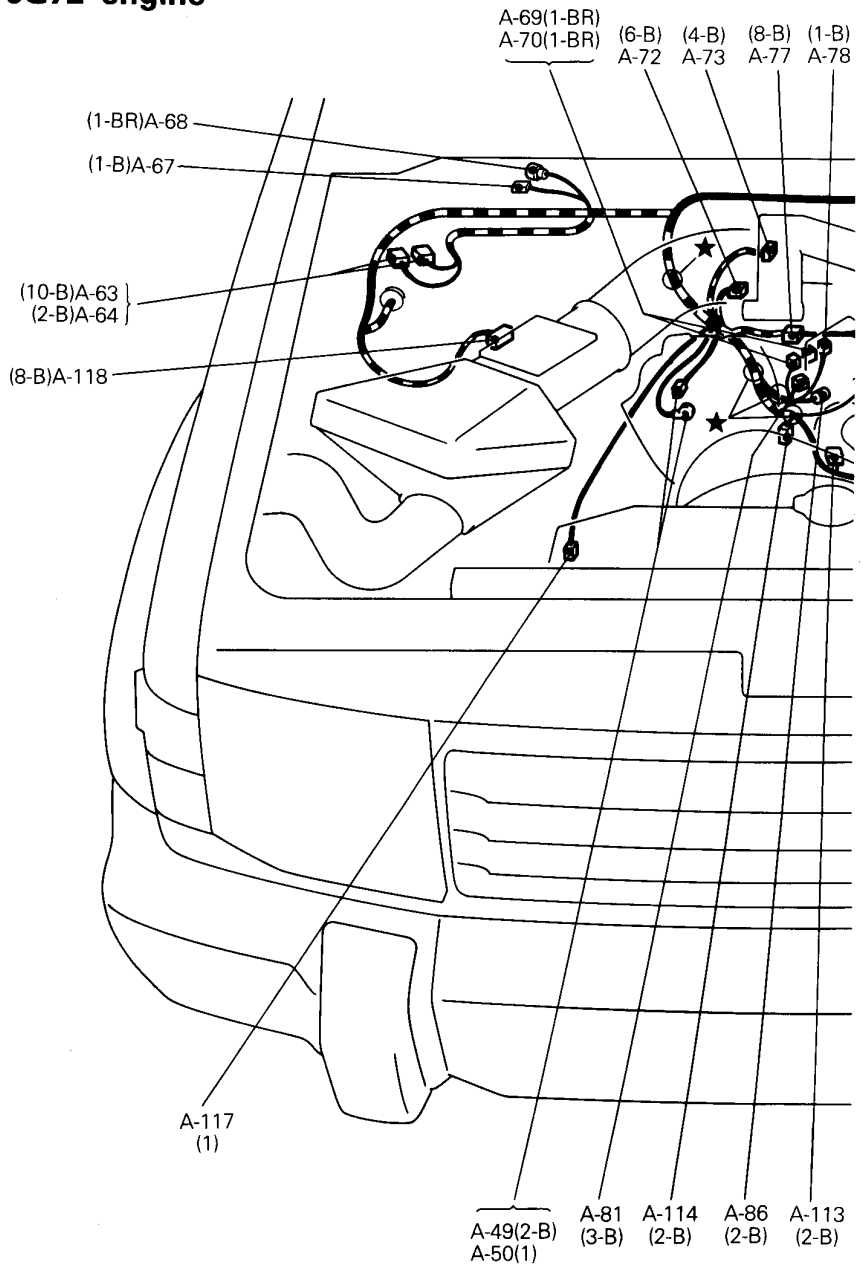 engine
A-69(1-BR)
A-70(1-BR)
(6-B)
A-72
(4-B)
A-73
(8-B)
A-77
(1-B)
A-78
(1-BR)A-68
(1-B)A-67
(10-B)A-63
(2-B)A-64
(8-B)A-118
A-117
(1)
A-49(2-B)
A-50(1)
A-81
(3-B)
A-114
(2-B)
A-86
(2-B)
A-113
(2-B)